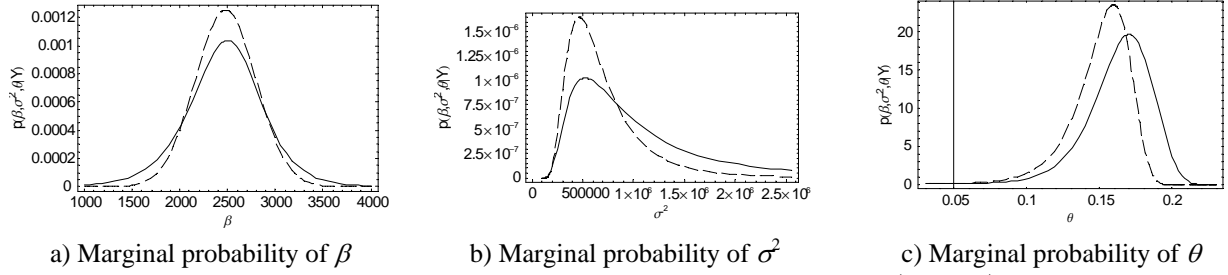 p(β,σ²,θ|Y)
0.0012
0.001
0.0008
0.0006
0.0004
0.0002
0
1000 1500 2000 2500 3000 3500 4000
β
a) Marginal probability of β
p(β,σ²,θ|Y)
1.5×10⁻⁶
1.25×10⁻⁶
1×10⁻⁶
7.5×10⁻⁷
5×10⁻⁷
2.5×10⁻⁷
0
500000 1×10⁶ 1.5×10⁶ 2×10⁶ 2.5×10⁶
σ²
b) Marginal probability of σ²
p(β,σ²,θ|Y)
20
15
10
5
0
0.05 0.1 0.15 0.2
θ
c) Marginal probability of θ